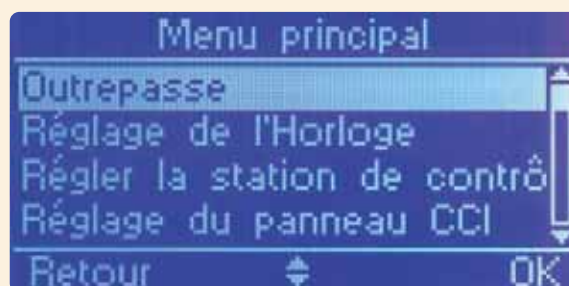 Menu principal
Outrepasse
Réglage de l'Horloge
Régler la station de contrô
Réglage du panneau CCI
Retour OK